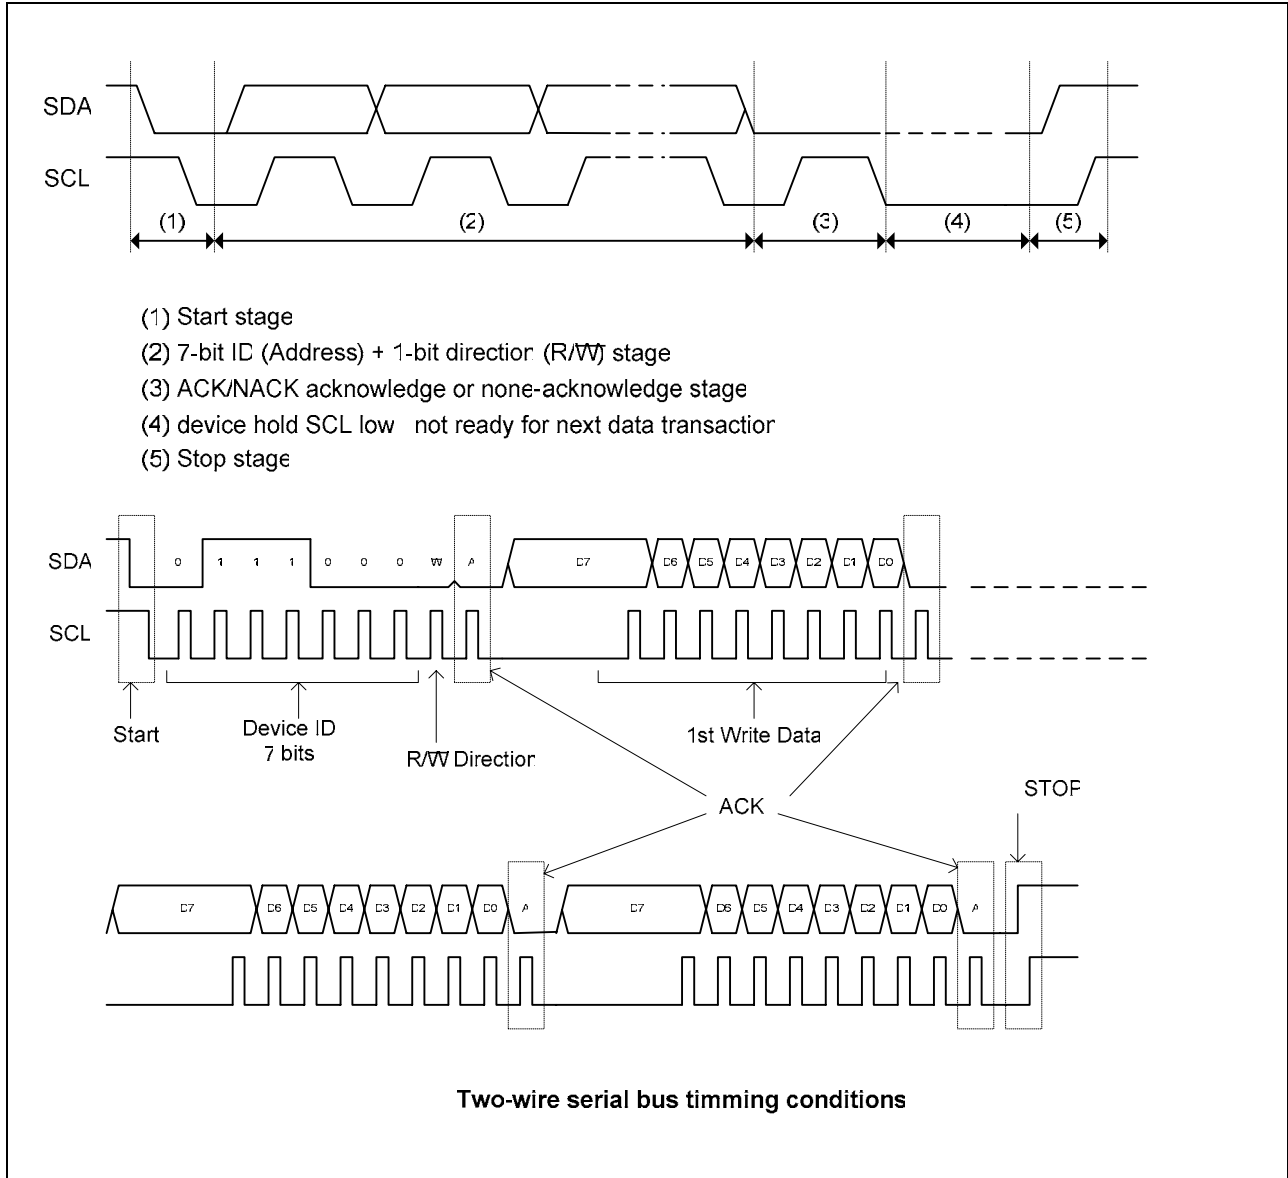 SDA
SCL
(1) (2) (3) (4) (5)
(1) Start stage
(2) 7-bit ID (Address) + 1-bit direction (R/W) stage
(3) ACK/NACK acknowledge or none-acknowledge stage
(4) device hold SCL low not ready for next data transaction
(5) Stop stage
SDA 0 1 1 1 0 0 0 W A D7 D6 D5 D4 D3 D2 D1 D0
SCL
Start
Device ID
7 bits
R/W Direction
1st Write Data
ACK
STOP
D7 D6 D5 D4 D3 D2 D1 D0 A D7 D6 D5 D4 D3 D2 D1 D0 A
Two-wire serial bus timming conditions